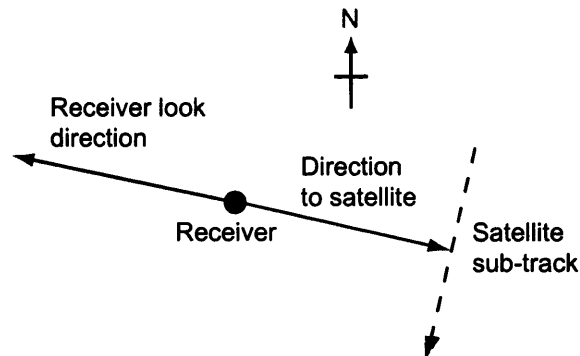 N
Receiver look
direction
Direction
to satellite
Receiver
Satellite
sub-track